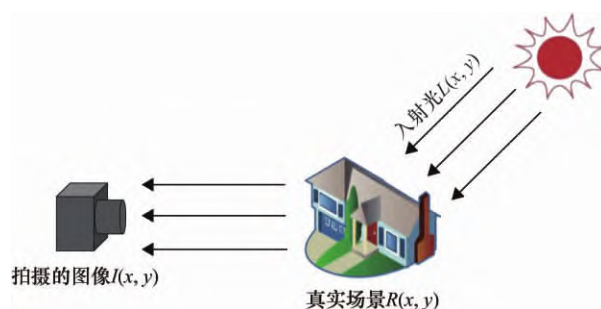 入射光L(x, y)
拍摄的图像I(x, y)
真实场景R(x, y)